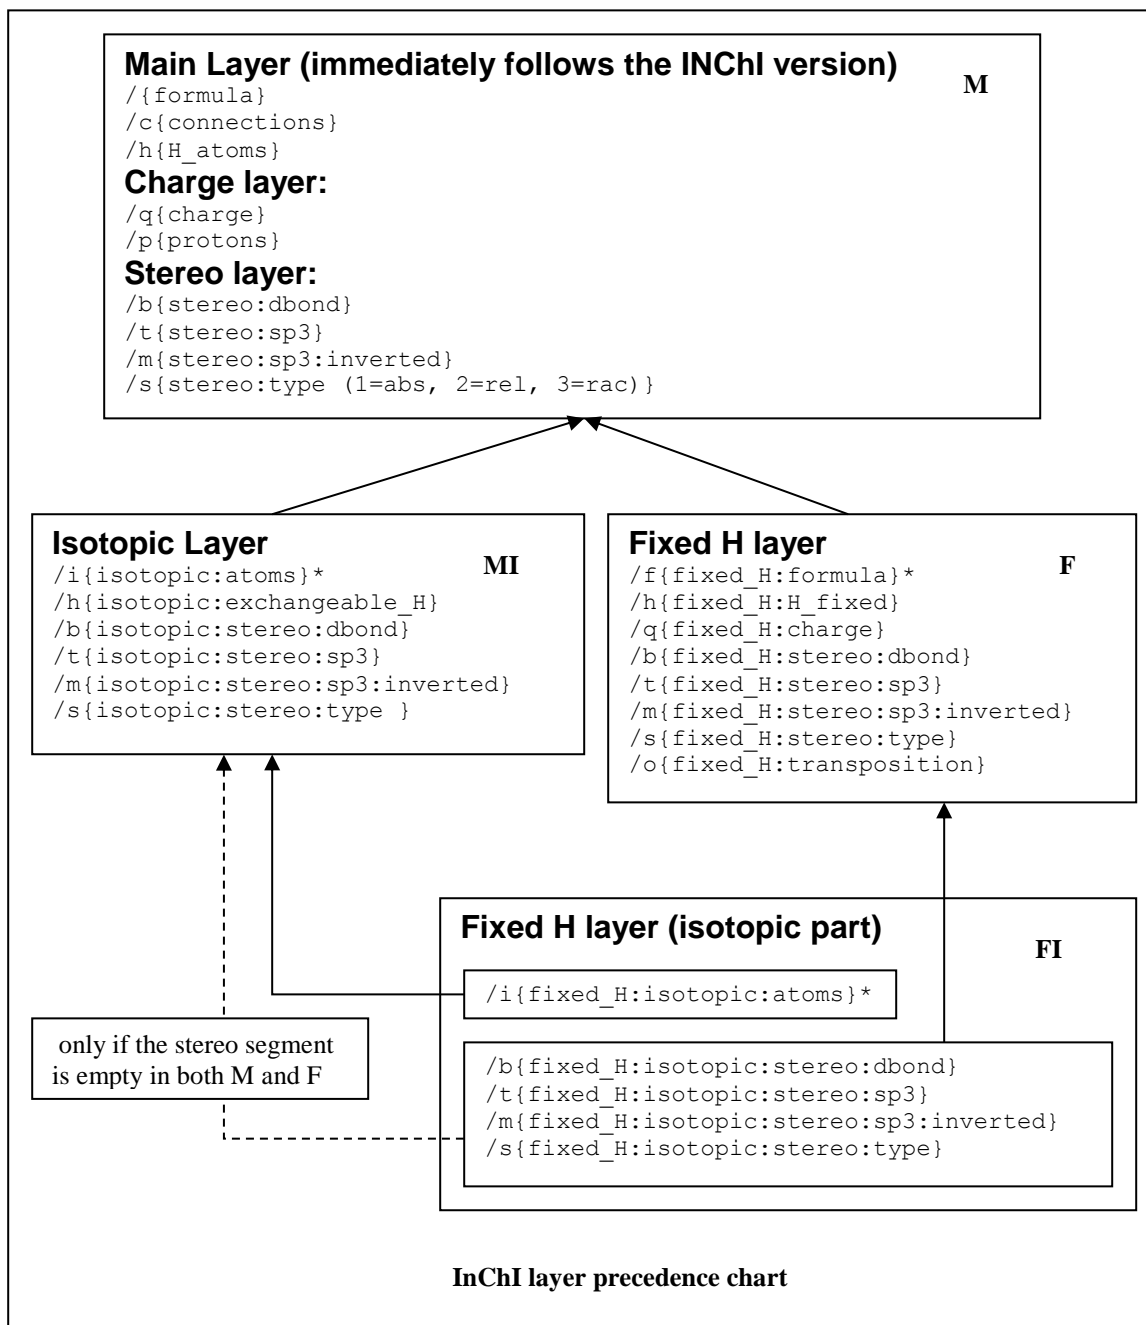 Main Layer (immediately follows the INChI version)
M
/{formula}
/c{connections}
/h{H_atoms}
Charge layer:
/q{charge}
/p{protons}
Stereo layer:
/b{stereo:dbond}
/t{stereo:sp3}
/m{stereo:sp3:inverted}
/s{stereo:type (1=abs, 2=rel, 3=rac)}
Isotopic Layer
MI
/i{isotopic:atoms}*
/h{isotopic:exchangeable_H}
/b{isotopic:stereo:dbond}
/t{isotopic:stereo:sp3}
/m{isotopic:stereo:sp3:inverted}
/s{isotopic:stereo:type }
Fixed H layer
F
/f{fixed_H:formula}*
/h{fixed_H:H_fixed}
/q{fixed_H:charge}
/b{fixed_H:stereo:dbond}
/t{fixed_H:stereo:sp3}
/m{fixed_H:stereo:sp3:inverted}
/s{fixed_H:stereo:type}
/o{fixed_H:transposition}
Fixed H layer (isotopic part)
FI
/i{fixed_H:isotopic:atoms}*
only if the stereo segment
is empty in both M and F
/b{fixed_H:isotopic:stereo:dbond}
/t{fixed_H:isotopic:stereo:sp3}
/m{fixed_H:isotopic:stereo:sp3:inverted}
/s{fixed_H:isotopic:stereo:type}
InChI layer precedence chart